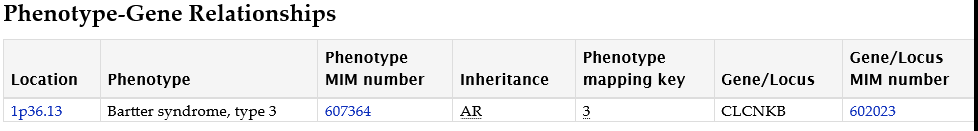 Phenotype-Gene Relationships
Location Phenotype Phenotype MIM number Inheritance Phenotype mapping key Gene/Locus Gene/Locus MIM number
1p36.13 Bartter syndrome, type 3 607364 AR 3 CLCNKB 602023